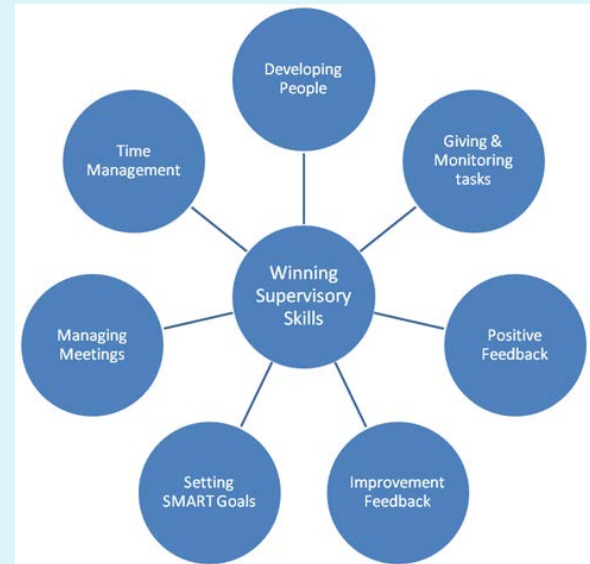 Developing
People
Giving &
Monitoring
tasks
Positive
Feedback
Improvement
Feedback
Setting
SMART Goals
Managing
Meetings
Time
Management
Winning
Supervisory
Skills